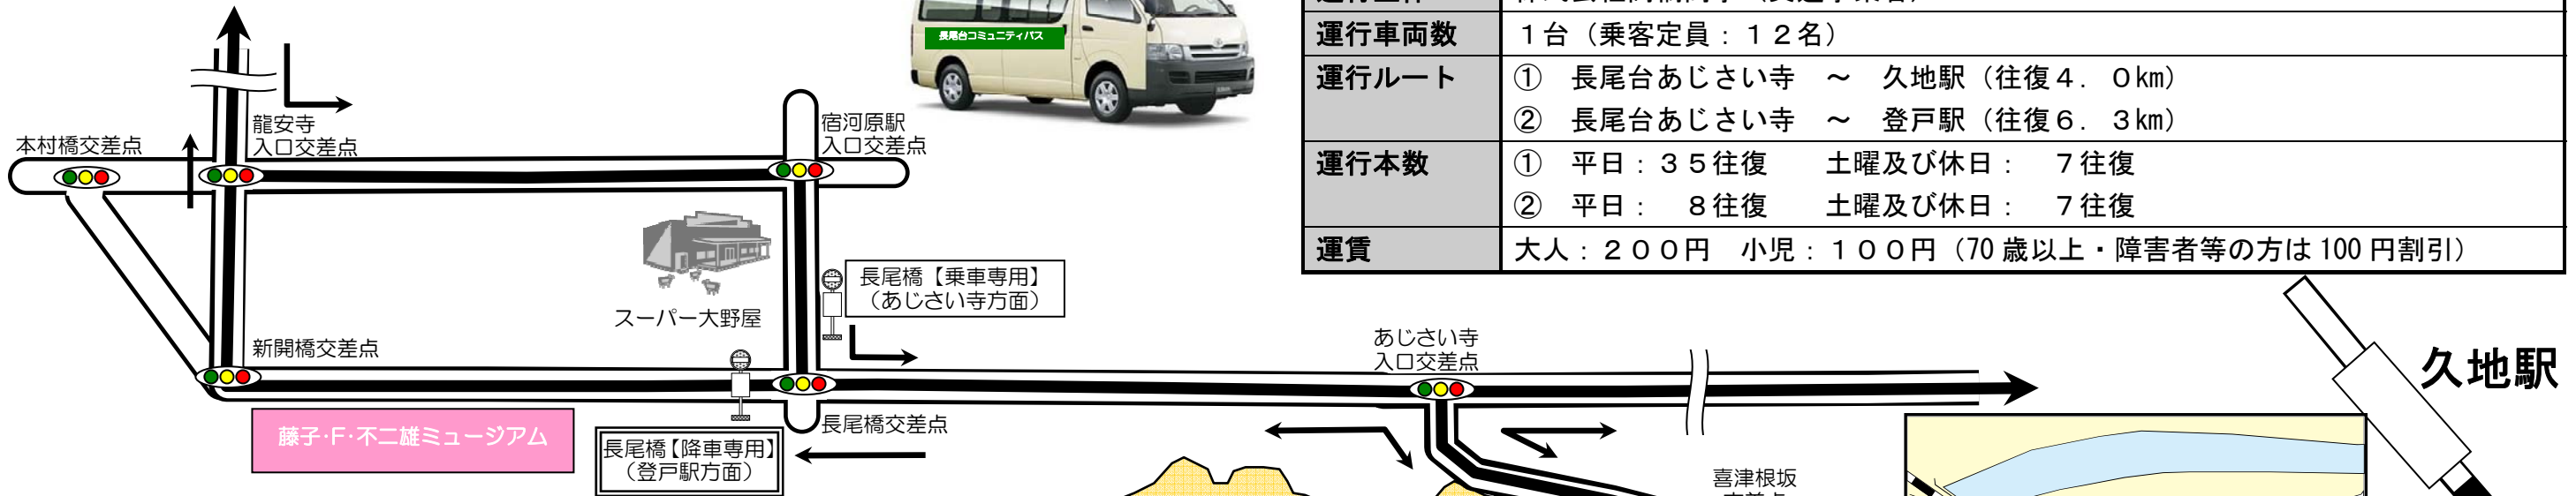 長尾台コミュニティバス
運行車両数 １台（乗客定員：１２名）
運行ルート ① 長尾台あじさい寺 ～ 久地駅（往復４．０㎞）
② 長尾台あじさい寺 ～ 登戸駅（往復６．３㎞）
運行本数 ① 平日：３５往復 土曜及び休日： ７往復
② 平日： ８往復 土曜及び休日： ７往復
運賃 大人：２００円 小児：１００円（70歳以上・障害者等の方は100円割引）
本村橋交差点
龍安寺
入口交差点
宿河原駅
入口交差点
スーパー大野屋
長尾橋【乗車専用】
（あじさい寺方面）
新開橋交差点
あじさい寺
入口交差点
久地駅
藤子・F・不二雄ミュージアム
長尾橋交差点
長尾橋【降車専用】
（登戸駅方面）
喜津根坂